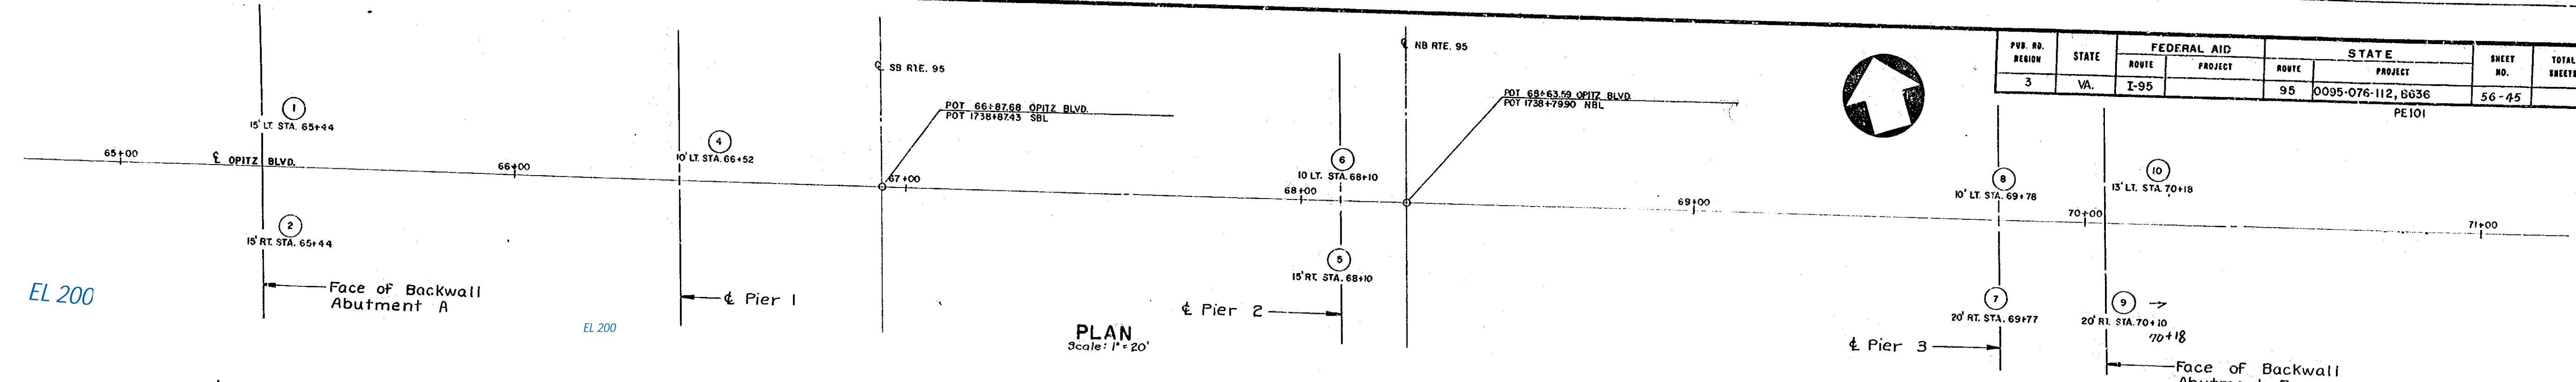 ℄ SB RTE. 95
℄ NB RTE. 95
PUB. RD. REGION STATE FEDERAL AID STATE SHEET NO. TOTAL SHEETS
ROUTE PROJECT ROUTE PROJECT
3 VA. I-95 95 0095-076-112, B636 56-45
PE101
1
15' LT. STA. 65+44
65+00
℄ OPITZ BLVD.
2
15' RT. STA. 65+44
66+00
4
10' LT. STA. 66+52
POT 66+87.68 OPITZ BLVD.
POT 1738+87.43 SBL
67+00
6
10 LT. STA. 68+10
68+00
5
15' RT. STA. 68+10
POT 68+63.59 OPITZ BLVD.
POT 1738+79.90 NBL
69+00
8
10' LT. STA. 69+78
7
20' RT. STA. 69+77
70+00
10
13' LT. STA. 70+18
9 →
20' RT. STA. 70+10
70+18
71+00
EL 200
Face of Backwall
Abutment A
℄ Pier 1
EL 200
℄ Pier 2
PLAN
Scale: 1" = 20'
℄ Pier 3
Face of Backwall